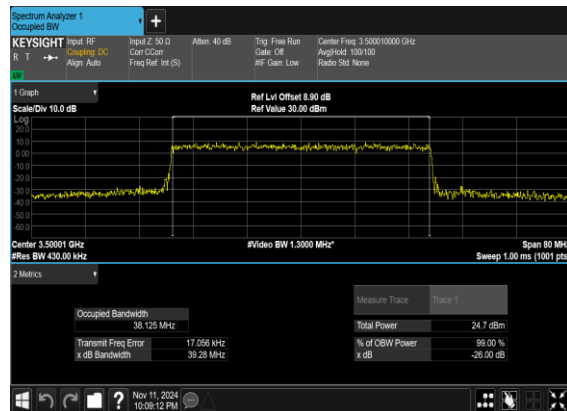 Spectrum Analyzer 1
Occupied BW
KEYSIGHT
R T
LW
Input: RF
Coupling: DC
Align: Auto
Input Z: 50 Ω
Corr CCorr
Freq Ref: Int (S)
Atten: 40 dB
Trig: Free Run
Gate: Off
#IF Gain: Low
Center Freq: 3.500010000 GHz
Avg|Hold: 100/100
Radio Std: None
1 Graph
Ref Lvl Offset 8.90 dB
Scale/Div 10.0 dB
Ref Value 30.00 dBm
Log
20.0
10.0
0.00
-10.0
-20.0
-30.0
-40.0
-50.0
-60.0
Center 3.50001 GHz
#Video BW 1.3000 MHz*
Span 80 MHz
#Res BW 430.00 kHz
Sweep 1.00 ms (1001 pts
2 Metrics
Measure Trace
Trace 1
Occupied Bandwidth
38.125 MHz
Total Power 24.7 dBm
Transmit Freq Error 17.056 kHz
% of OBW Power 99.00 %
x dB Bandwidth 39.28 MHz
x dB -26.00 dB
?
Nov 11, 2024
10:09:12 PM